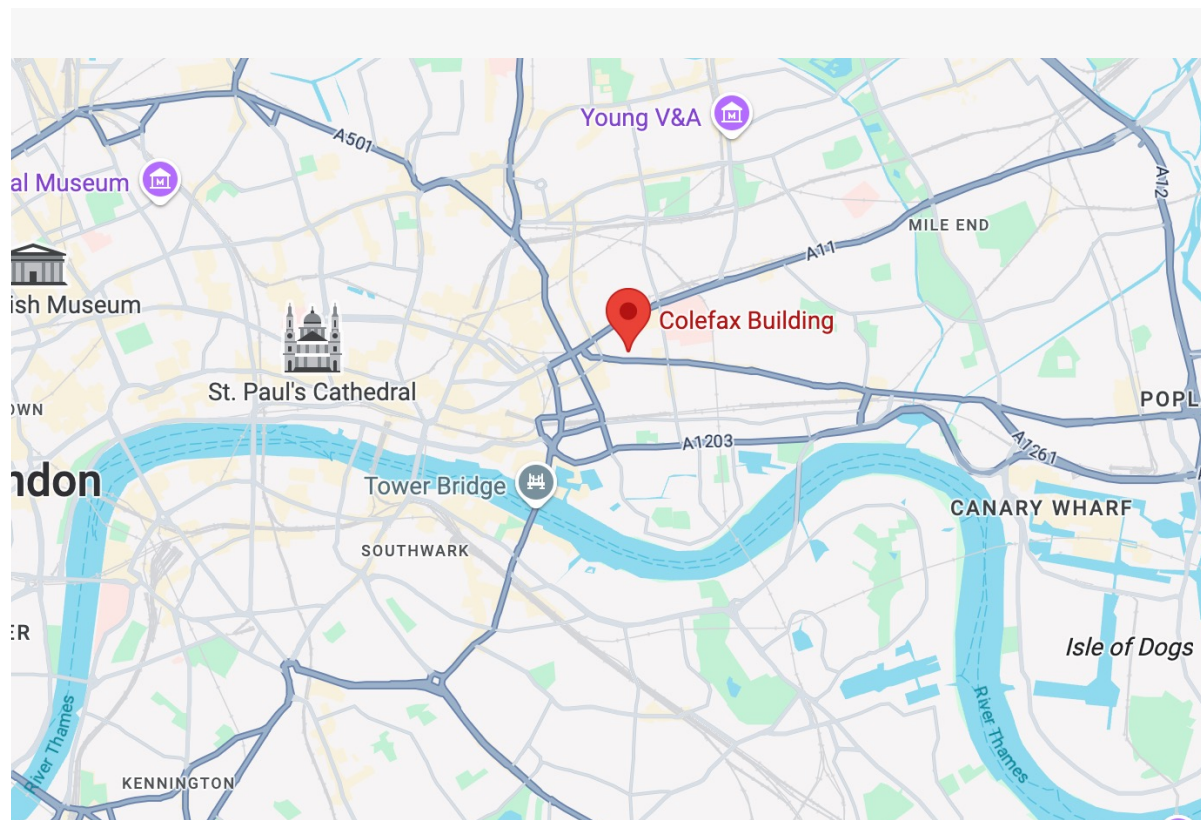 Young V&A
A501
al Museum
A12
MILE END
A11
ish Museum
Colefax Building
St. Paul's Cathedral
OWN
POPL
A1203
A1261
ndon
Tower Bridge
CANARY WHARF
SOUTHWARK
ER
Isle of Dogs
River Thames
River Thames
KENNINGTON